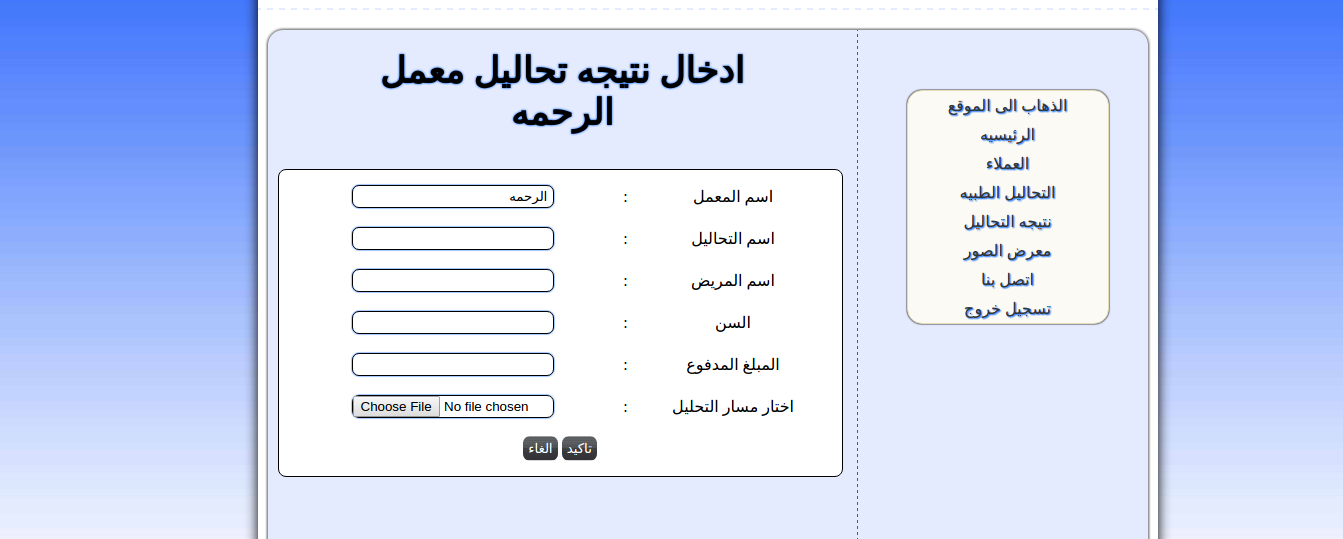 ادخال نتيجه تحاليل معمل
الرحمه
الذهاب الى الموقع
الرئيسيه
العملاء
التحاليل الطبيه
نتيجه التحاليل
معرض الصور
اتصل بنا
تسجيل خروج
اسم المعمل : الرحمه
اسم التحاليل :
اسم المريض :
السن :
المبلغ المدفوع :
اختار مسار التحليل : Choose File No file chosen
تاكيد الغاء